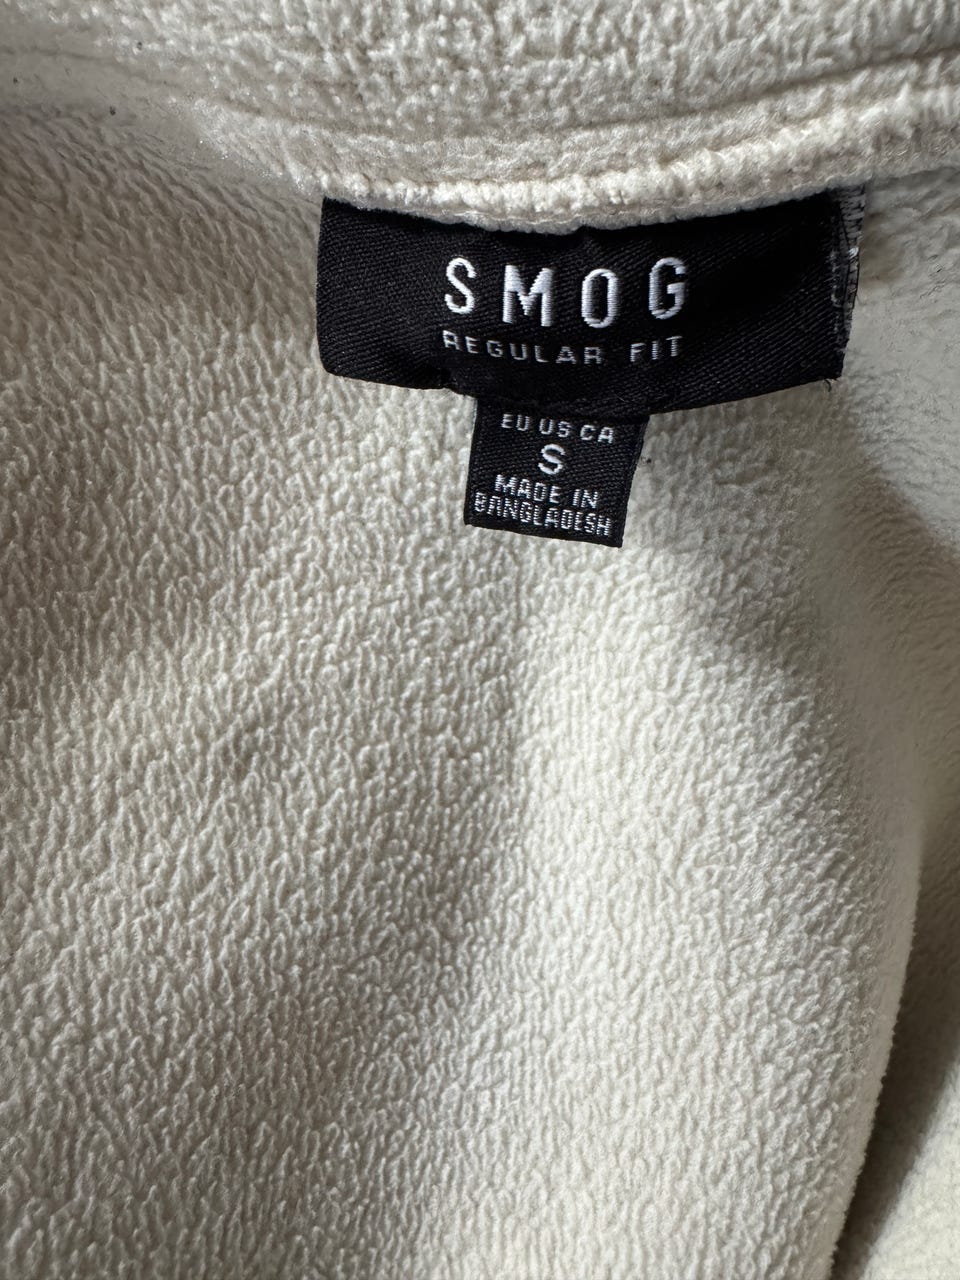 SMOG
REGULAR FIT
EU US CA
S
MADE IN
BANGLADESH